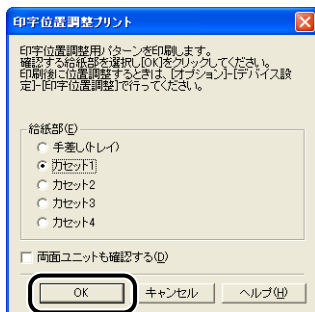 印字位置調整プリント
印字位置調整用パターンを印刷します。
確認する給紙部を選択し[OK]をクリックしてください。
印刷後に位置調整するときは、[オプション]-[デバイス設
定]-[印字位置調整]で行ってください。
給紙部(E)
手差し(トレイ)
カセット1
カセット2
カセット3
カセット4
両面ユニットも確認する(D)
OK キャンセル ヘルプ(H)